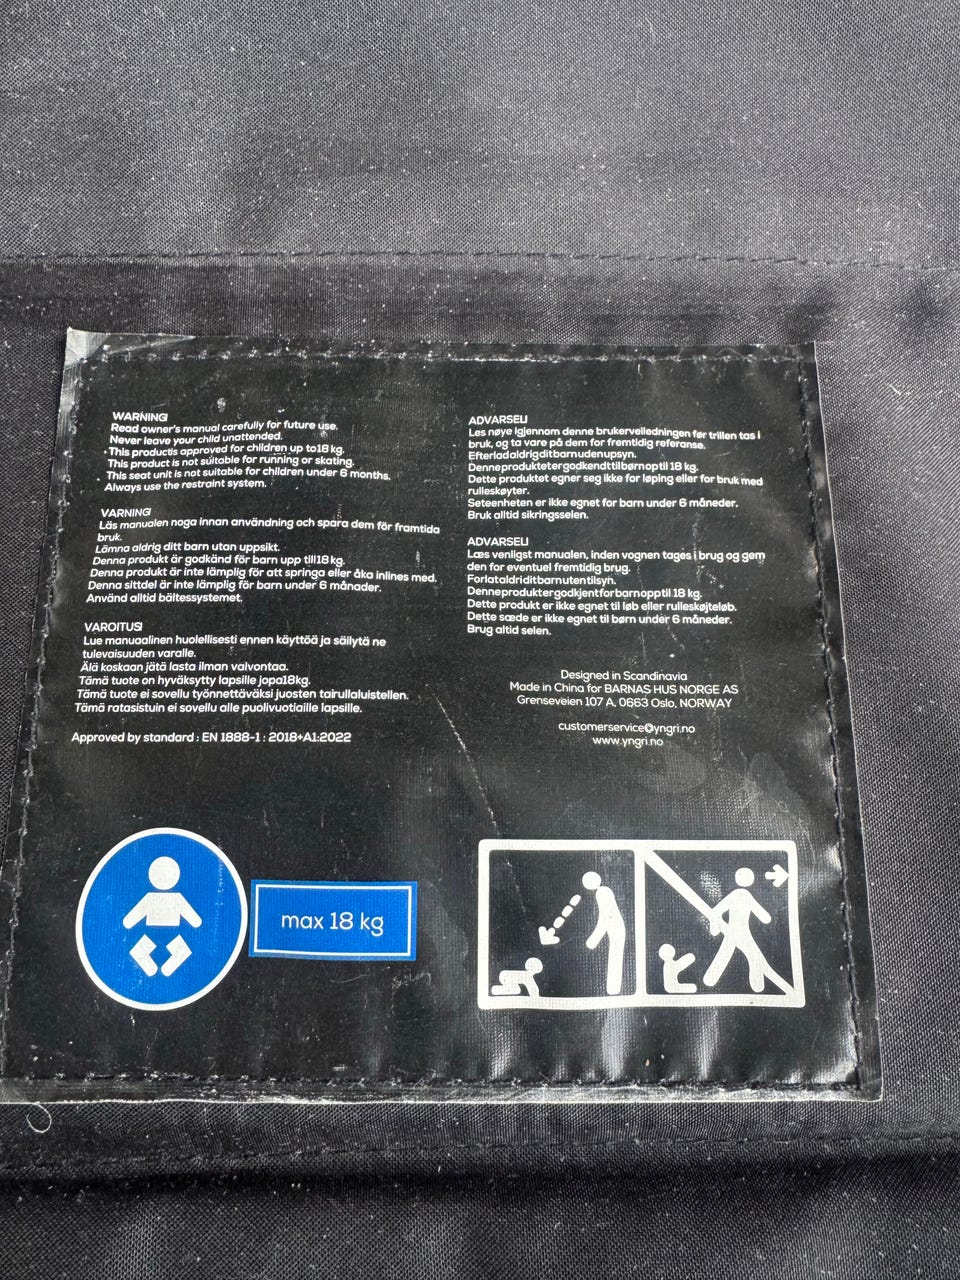 WARNING!
Read owner's manual carefully for future use.
Never leave your child unattended.
This productis approved for children up to18 kg.
This product is not suitable for running or skating.
This seat unit is not suitable for children under 6 months.
Always use the restraint system.
VARNING!
Läs manualen noga innan användning och spara dem för framtida
bruk.
Lämna aldrig ditt barn utan uppsikt.
Denna produkt är godkänd för barn upp till18 kg.
Denna produkt är inte lämplig för att springa eller åka inlines med.
Denna sittdel är inte lämplig för barn under 6 månader.
Använd alltid bältessystemet.
VAROITUS!
Lue manuaalinen huolellisesti ennen käyttöä ja säilytä ne
tulevaisuuden varalle.
Älä koskaan jätä lasta ilman valvontaa.
Tämä tuote on hyväksytty lapsille jopa18kg.
Tämä tuote ei sovellu työnnettäväksi juosten tairullaluistellen.
Tämä ratasistuin ei sovellu alle puolivuotiaille lapsille.
Approved by standard : EN 1888-1 : 2018+A1:2022
ADVARSEL!
Les nøye igjennom denne brukerveiledningen før trillen tas i
bruk, og ta vare på dem for fremtidig referanse.
Efterladaldrigditbarnudenupsyn.
Denneproduktetergodkendttilbørnoptil 18 kg.
Dette produktet egner seg ikke for løping eller for bruk med
rulleskøyter.
Seteenheten er ikke egnet for barn under 6 måneder.
Bruk alltid sikringsselen.
ADVARSEL!
Læs venligst manualen, inden vognen tages i brug og gem
den for eventuel fremtidig brug.
Forlataldriditbarnutentilsyn.
Denneproduktergodkjentforbarnopptil 18 kg.
Dette produkt er ikke egnet til løb eller rulleskøjteløb.
Dette sæde er ikke egnet til børn under 6 måneder.
Brug altid selen.
Designed in Scandinavia
Made in China for BARNAS HUS NORGE AS
Grenseveien 107 A, 0663 Oslo, NORWAY
customerservice@yngri.no
www.yngri.no
max 18 kg